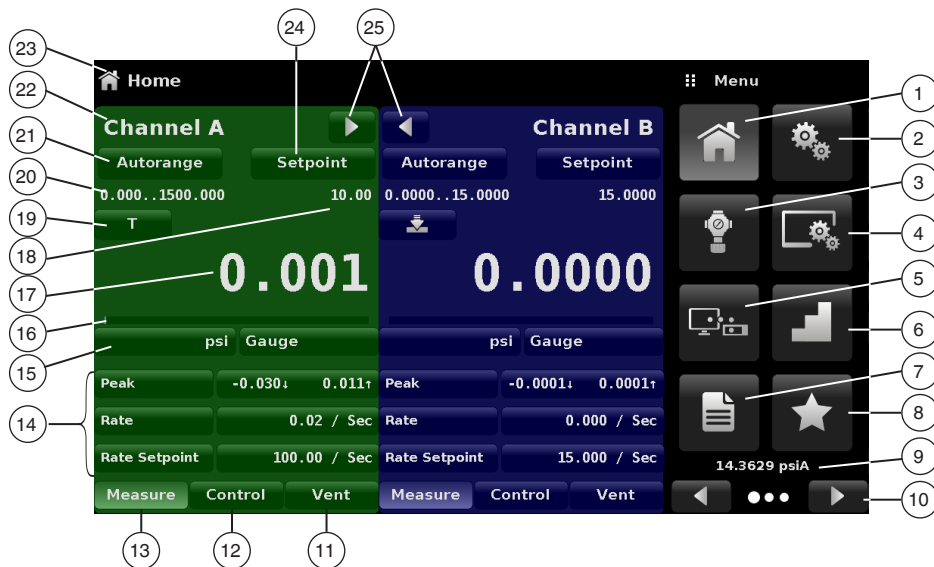 24
25
23
Home
Menu
22
1
Channel A
Channel B
2
21
Autorange
Setpoint
Autorange
Setpoint
20
0.000..1500.000
10.00
0.0000..15.0000
15.0000
3
19
T
4
18
0.001
0.0000
17
5
16
psi
Gauge
psi
Gauge
6
15
7
Peak
-0.030↓
0.011↑
Peak
-0.0001↓
0.0001↑
14
Rate
0.02 / Sec
Rate
0.000 / Sec
8
Rate Setpoint
100.00 / Sec
Rate Setpoint
15.000 / Sec
14.3629 psiA
9
Measure
Control
Vent
Measure
Control
Vent
10
13
12
11